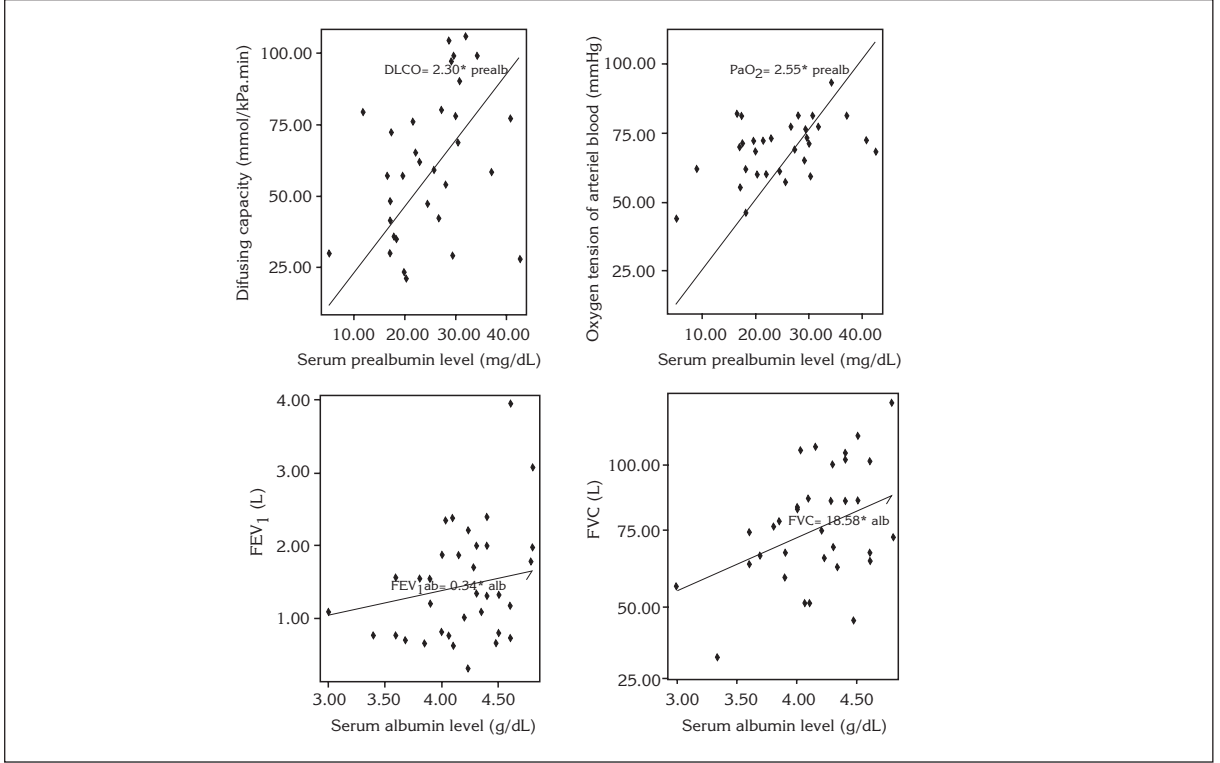 Difusing capacity (mmol/kPa.min)
100.00
75.00
50.00
25.00
DLCO= 2.30* prealb
10.00 20.00 30.00 40.00
Serum prealbumin level (mg/dL)
Oxygen tension of arteriel blood (mmHg)
100.00
75.00
50.00
25.00
PaO2= 2.55* prealb
10.00 20.00 30.00 40.00
Serum prealbumin level (mg/dL)
FEV1 (L)
4.00
3.00
2.00
1.00
FEV1ab= 0.34* alb
3.00 3.50 4.00 4.50
Serum albumin level (g/dL)
FVC (L)
100.00
75.00
50.00
25.00
FVC= 18.58* alb
3.00 3.50 4.00 4.50
Serum albumin level (g/dL)